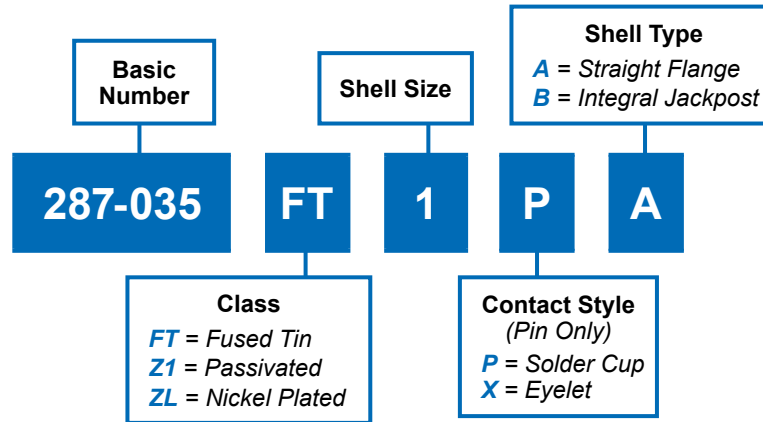 Basic
Number
Shell Size
Shell Type
A = Straight Flange
B = Integral Jackpost
287-035
FT
1
P
A
Class
FT = Fused Tin
Z1 = Passivated
ZL = Nickel Plated
Contact Style
(Pin Only)
P = Solder Cup
X = Eyelet